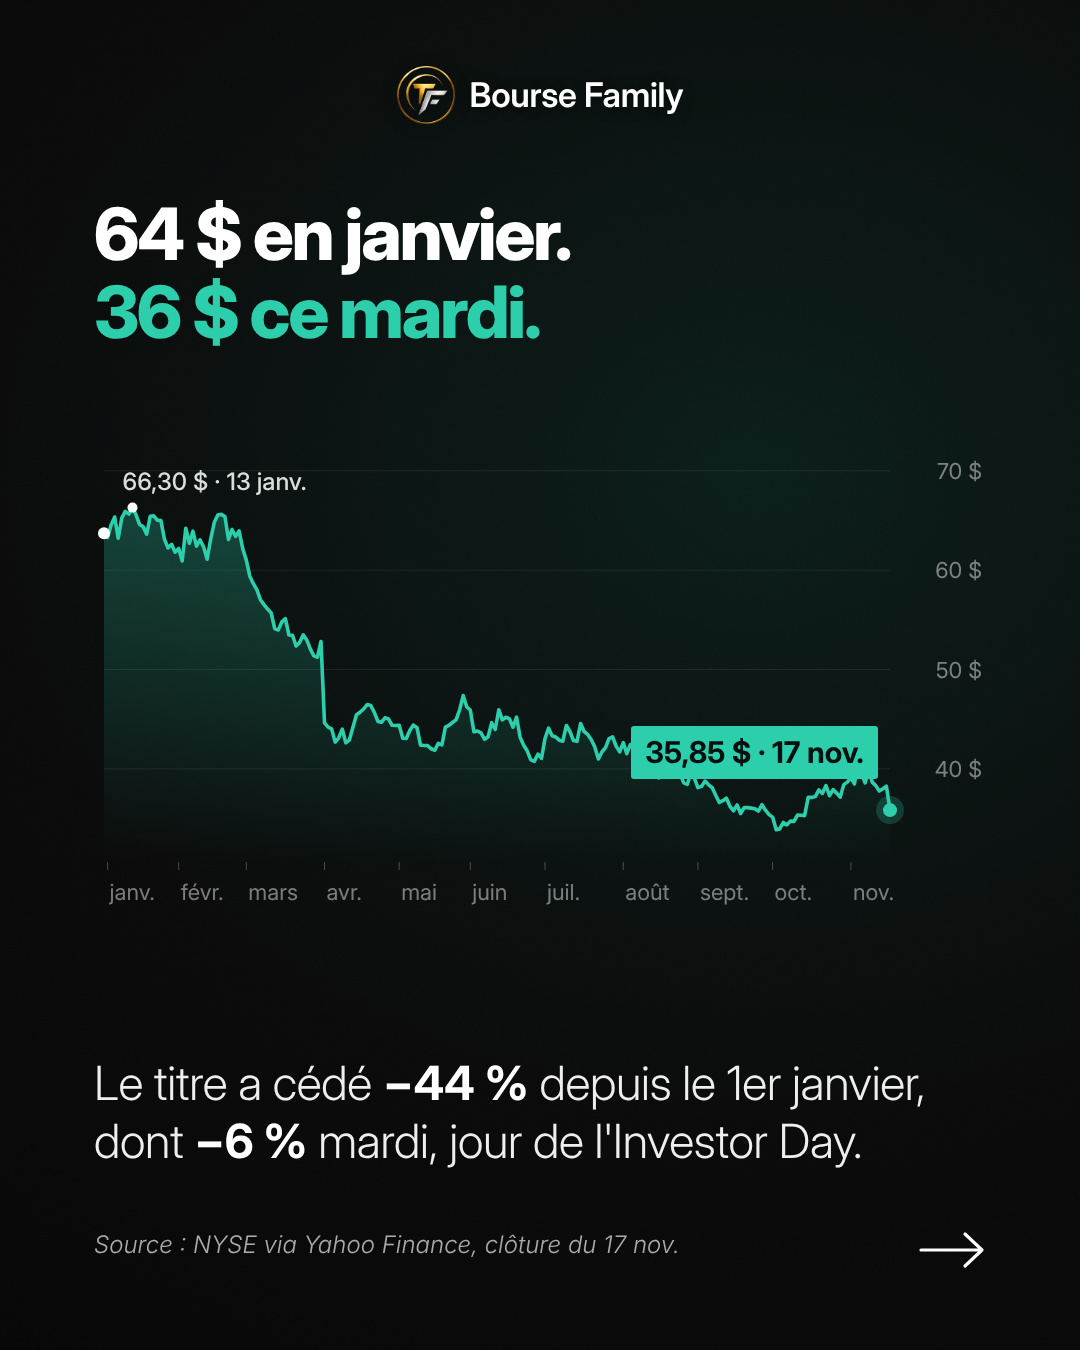 TF Bourse Family
64 $ en janvier.
36 $ ce mardi.
66,30 $ · 13 janv.
70 $
60 $
50 $
35,85 $ · 17 nov.
40 $
janv. févr. mars avr. mai juin juil. août sept. oct. nov.
Le titre a cédé −44 % depuis le 1er janvier,
dont −6 % mardi, jour de l'Investor Day.
Source : NYSE via Yahoo Finance, clôture du 17 nov.